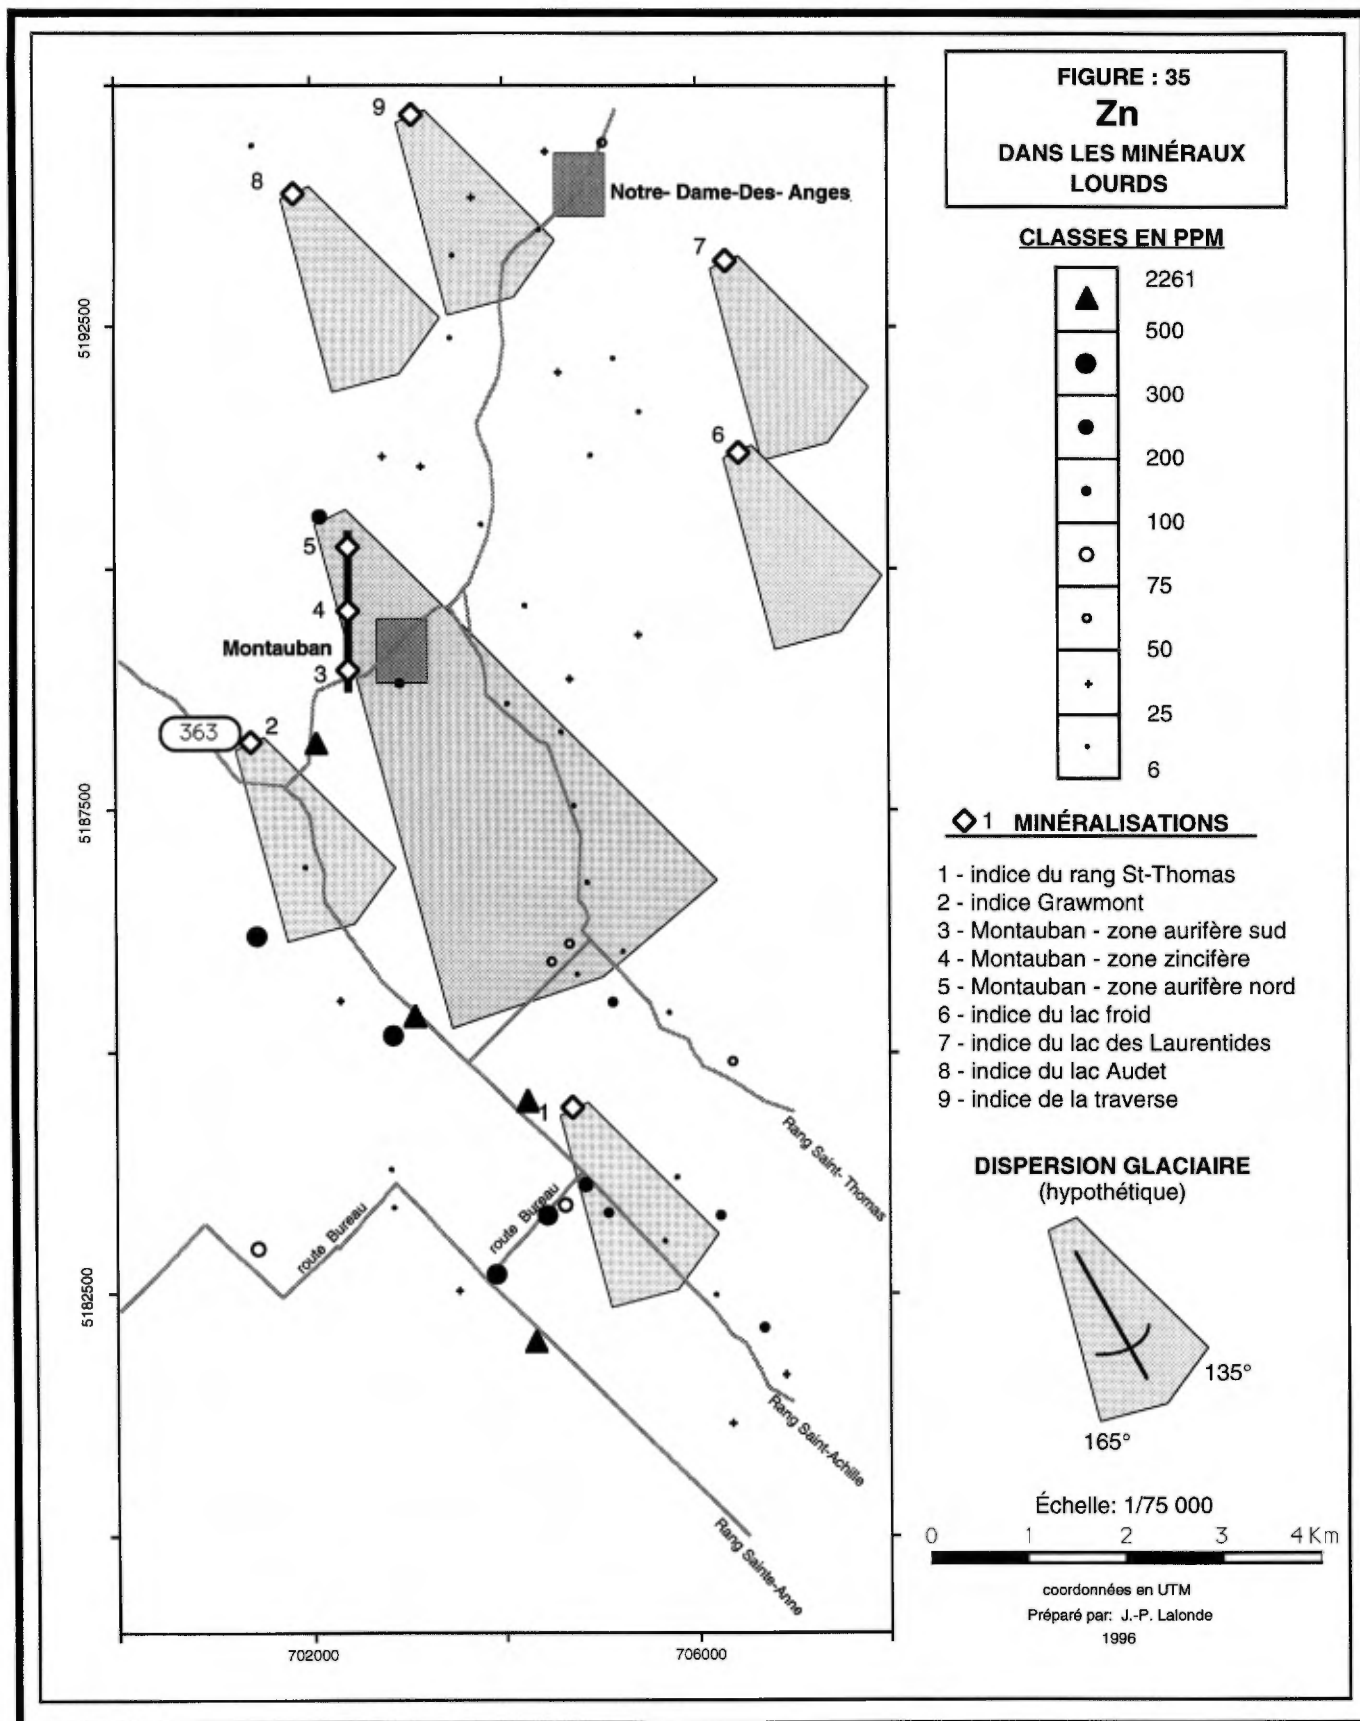 FIGURE : 35
Zn
DANS LES MINÉRAUX
LOURDS
CLASSES EN PPM
2261
500
300
200
100
75
50
25
6
1 MINÉRALISATIONS
1 - indice du rang St-Thomas
2 - indice Grawmont
3 - Montauban - zone aurifère sud
4 - Montauban - zone zincifère
5 - Montauban - zone aurifère nord
6 - indice du lac froid
7 - indice du lac des Laurentides
8 - indice du lac Audet
9 - indice de la traverse
DISPERSION GLACIAIRE
(hypothétique)
135°
165°
Échelle: 1/75 000
0 1 2 3 4 Km
coordonnées en UTM
Préparé par: J.-P. Lalonde
1996
9
8
Notre- Dame-Des- Anges
7
5192500
6
5
4
Montauban
3
363
2
5187500
1
Rang Saint- Thomas
route Bureau
route Bureau
5182500
Rang Saint-Achille
Rang Sainte-Anne
702000
706000